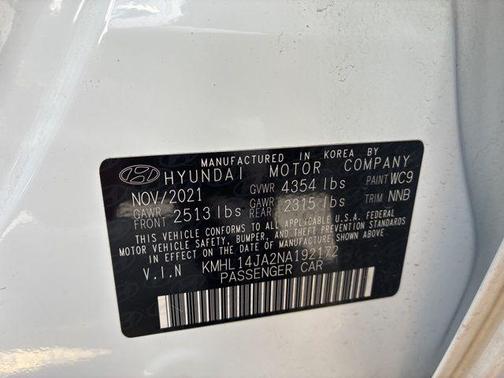 MANUFACTURED IN KOREA BY
HYUNDAI MOTOR COMPANY
NOV/2021 GVWR 4354 lbs PAINT WC9
GAWR FRONT 2513 lbs GAWR REAR 2315 lbs TRIM NNB
THIS VEHICLE CONFORMS TO ALL APPLICABLE U.S.A. FEDERAL
MOTOR VEHICLE SAFETY, BUMPER, AND THEFT PREVENTION STANDARDS
IN EFFECT ON THE DATE OF MANUFACTURE SHOWN ABOVE.
V.I.N KMHL14JA2NA192172
PASSENGER CAR